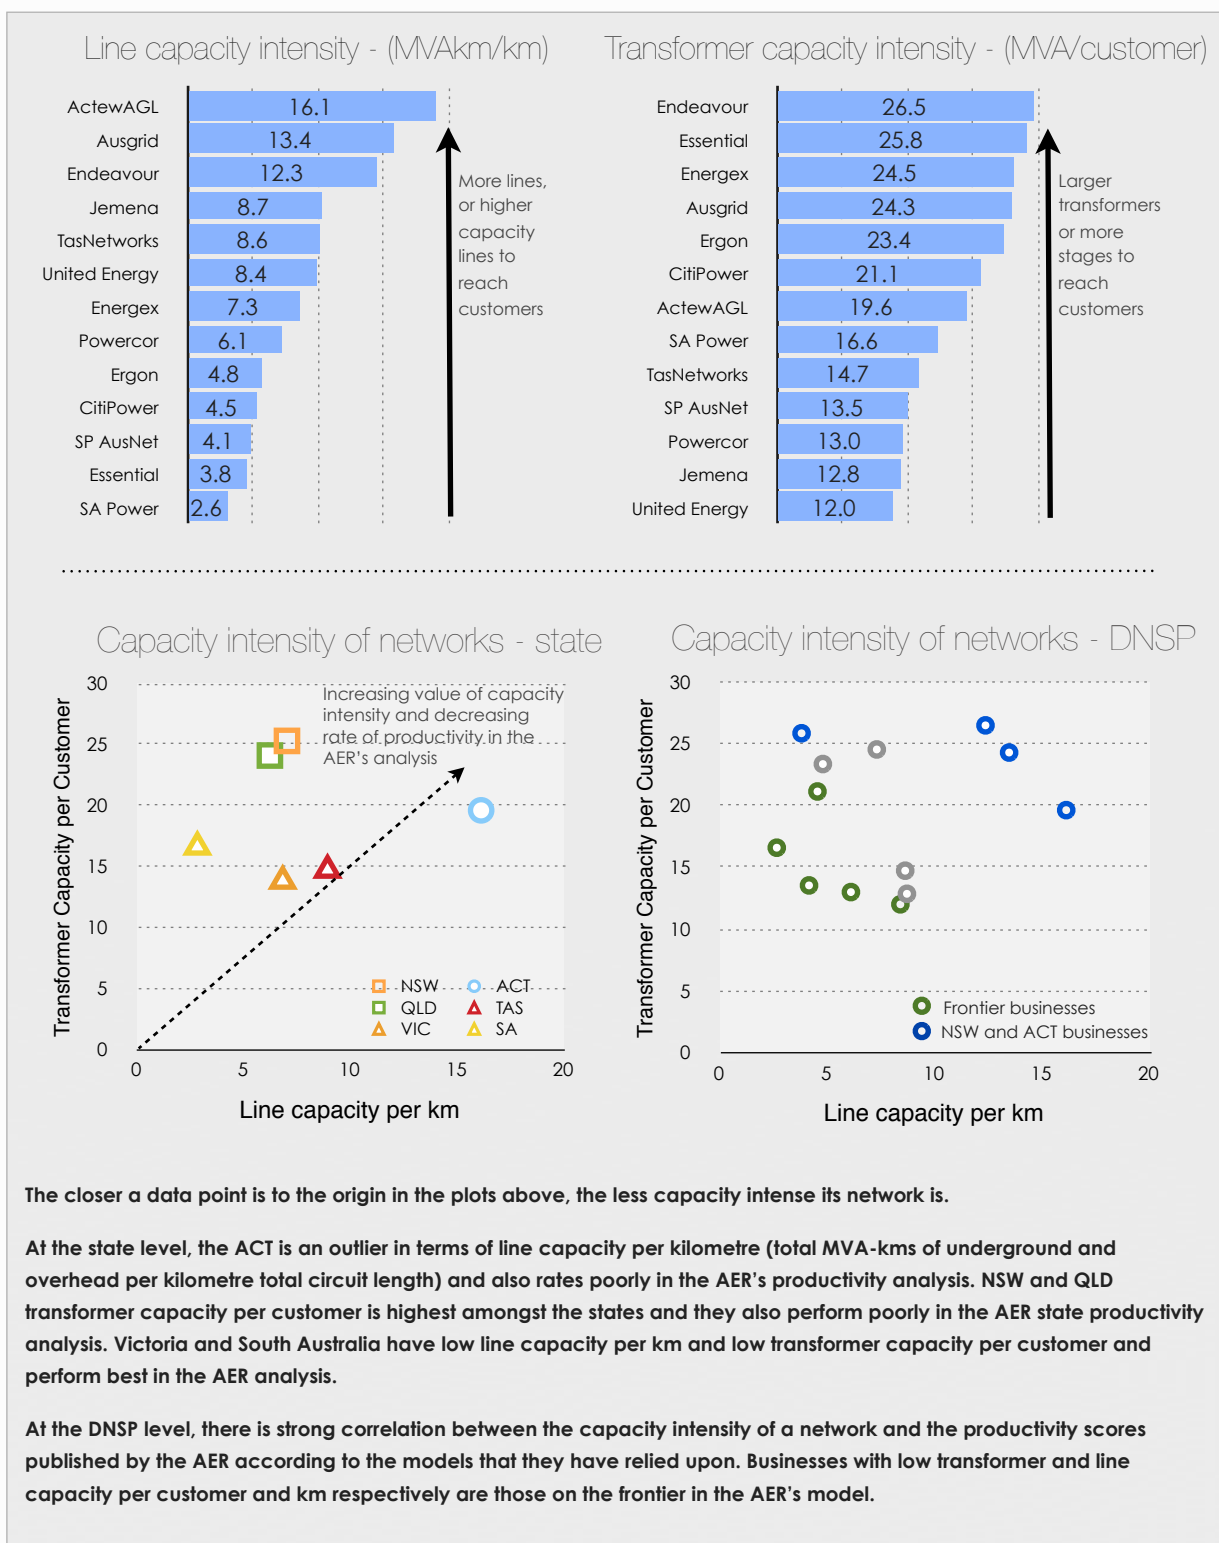 Line capacity intensity - (MVAkm/km)
ActewAGL 16.1
Ausgrid 13.4
Endeavour 12.3
Jemena 8.7
TasNetworks 8.6
United Energy 8.4
Energex 7.3
Powercor 6.1
Ergon 4.8
CitiPower 4.5
SP AusNet 4.1
Essential 3.8
SA Power 2.6
More lines,
or higher
capacity
lines to
reach
customers
Transformer capacity intensity - (MVA/customer)
Endeavour 26.5
Essential 25.8
Energex 24.5
Ausgrid 24.3
Ergon 23.4
CitiPower 21.1
ActewAGL 19.6
SA Power 16.6
TasNetworks 14.7
SP AusNet 13.5
Powercor 13.0
Jemena 12.8
United Energy 12.0
Larger
transformers
or more
stages to
reach
customers
Capacity intensity of networks - state
Transformer Capacity per Customer
30
25
20
15
10
5
0
Increasing value of capacity
intensity and decreasing
rate of productivity in the
AER's analysis
NSW ACT
QLD TAS
VIC SA
0 5 10 15 20
Line capacity per km
Capacity intensity of networks - DNSP
Transformer Capacity per Customer
30
25
20
15
10
5
0
Frontier businesses
NSW and ACT businesses
0 5 10 15 20
Line capacity per km
The closer a data point is to the origin in the plots above, the less capacity intense its network is.
At the state level, the ACT is an outlier in terms of line capacity per kilometre (total MVA-kms of underground and
overhead per kilometre total circuit length) and also rates poorly in the AER's productivity analysis. NSW and QLD
transformer capacity per customer is highest amongst the states and they also perform poorly in the AER state productivity
analysis. Victoria and South Australia have low line capacity per km and low transformer capacity per customer and
perform best in the AER analysis.
At the DNSP level, there is strong correlation between the capacity intensity of a network and the productivity scores
published by the AER according to the models that they have relied upon. Businesses with low transformer and line
capacity per customer and km respectively are those on the frontier in the AER's model.